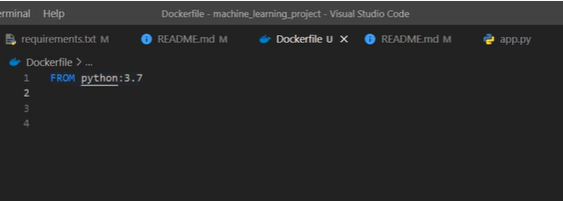 erminal Help Dockerfile - machine_learning_project - Visual Studio Code
requirements.txt M README.md M Dockerfile U README.md M app.py
Dockerfile > ...
1 FROM python:3.7
2
3
4